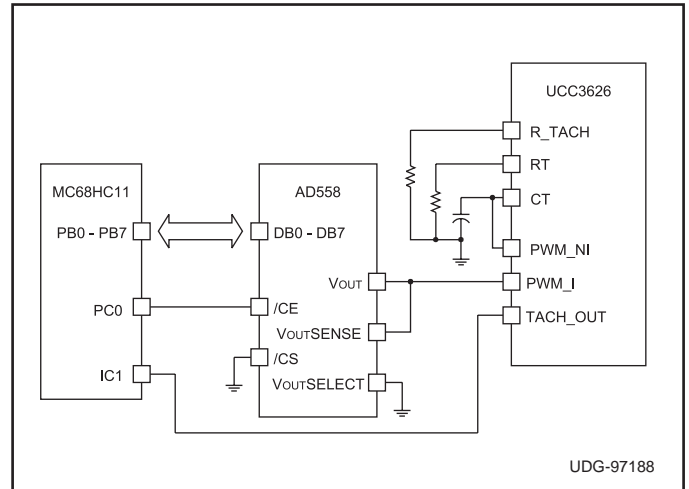 UCC3626
R_TACH
RT
CT
PWM_NI
PWM_I
TACH_OUT
MC68HC11
PB0 - PB7
PC0
IC1
AD558
DB0 - DB7
VOUT
/CE
VOUTSENSE
/CS
VOUTSELECT
UDG-97188